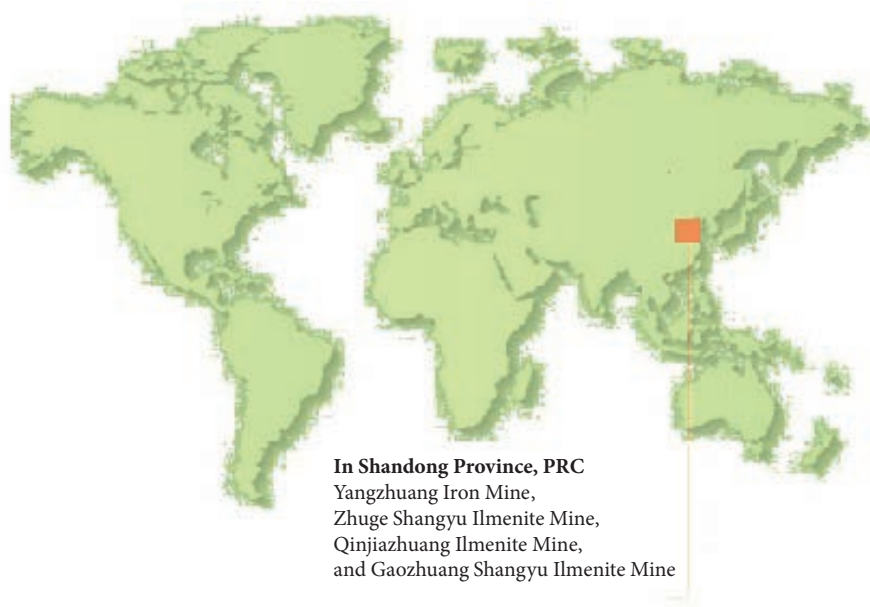 In Shandong Province, PRC
Yangzhuang Iron Mine,
Zhuge Shangyu Ilmenite Mine,
Qinjiazhuang Ilmenite Mine,
and Gaozhuang Shangyu Ilmenite Mine